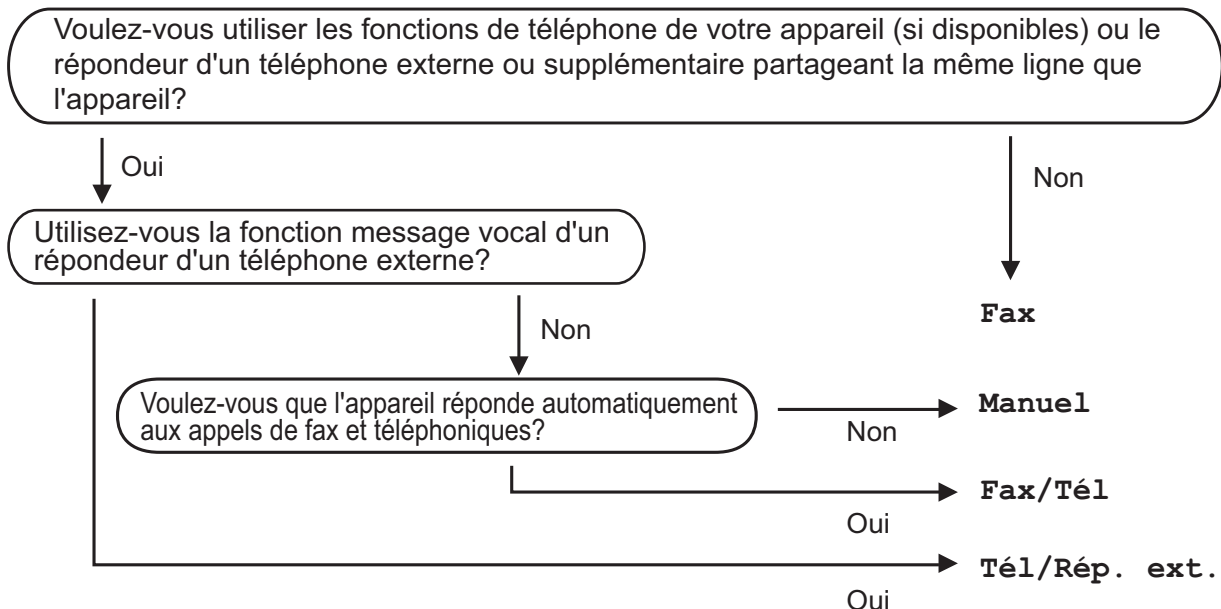 Voulez-vous utiliser les fonctions de téléphone de votre appareil (si disponibles) ou le
répondeur d'un téléphone externe ou supplémentaire partageant la même ligne que
l'appareil?
Oui
Non
Utilisez-vous la fonction message vocal d'un
répondeur d'un téléphone externe?
Fax
Non
Voulez-vous que l'appareil réponde automatiquement
aux appels de fax et téléphoniques?
Manuel
Non
Fax/Tél
Oui
Tél/Rép. ext.
Oui